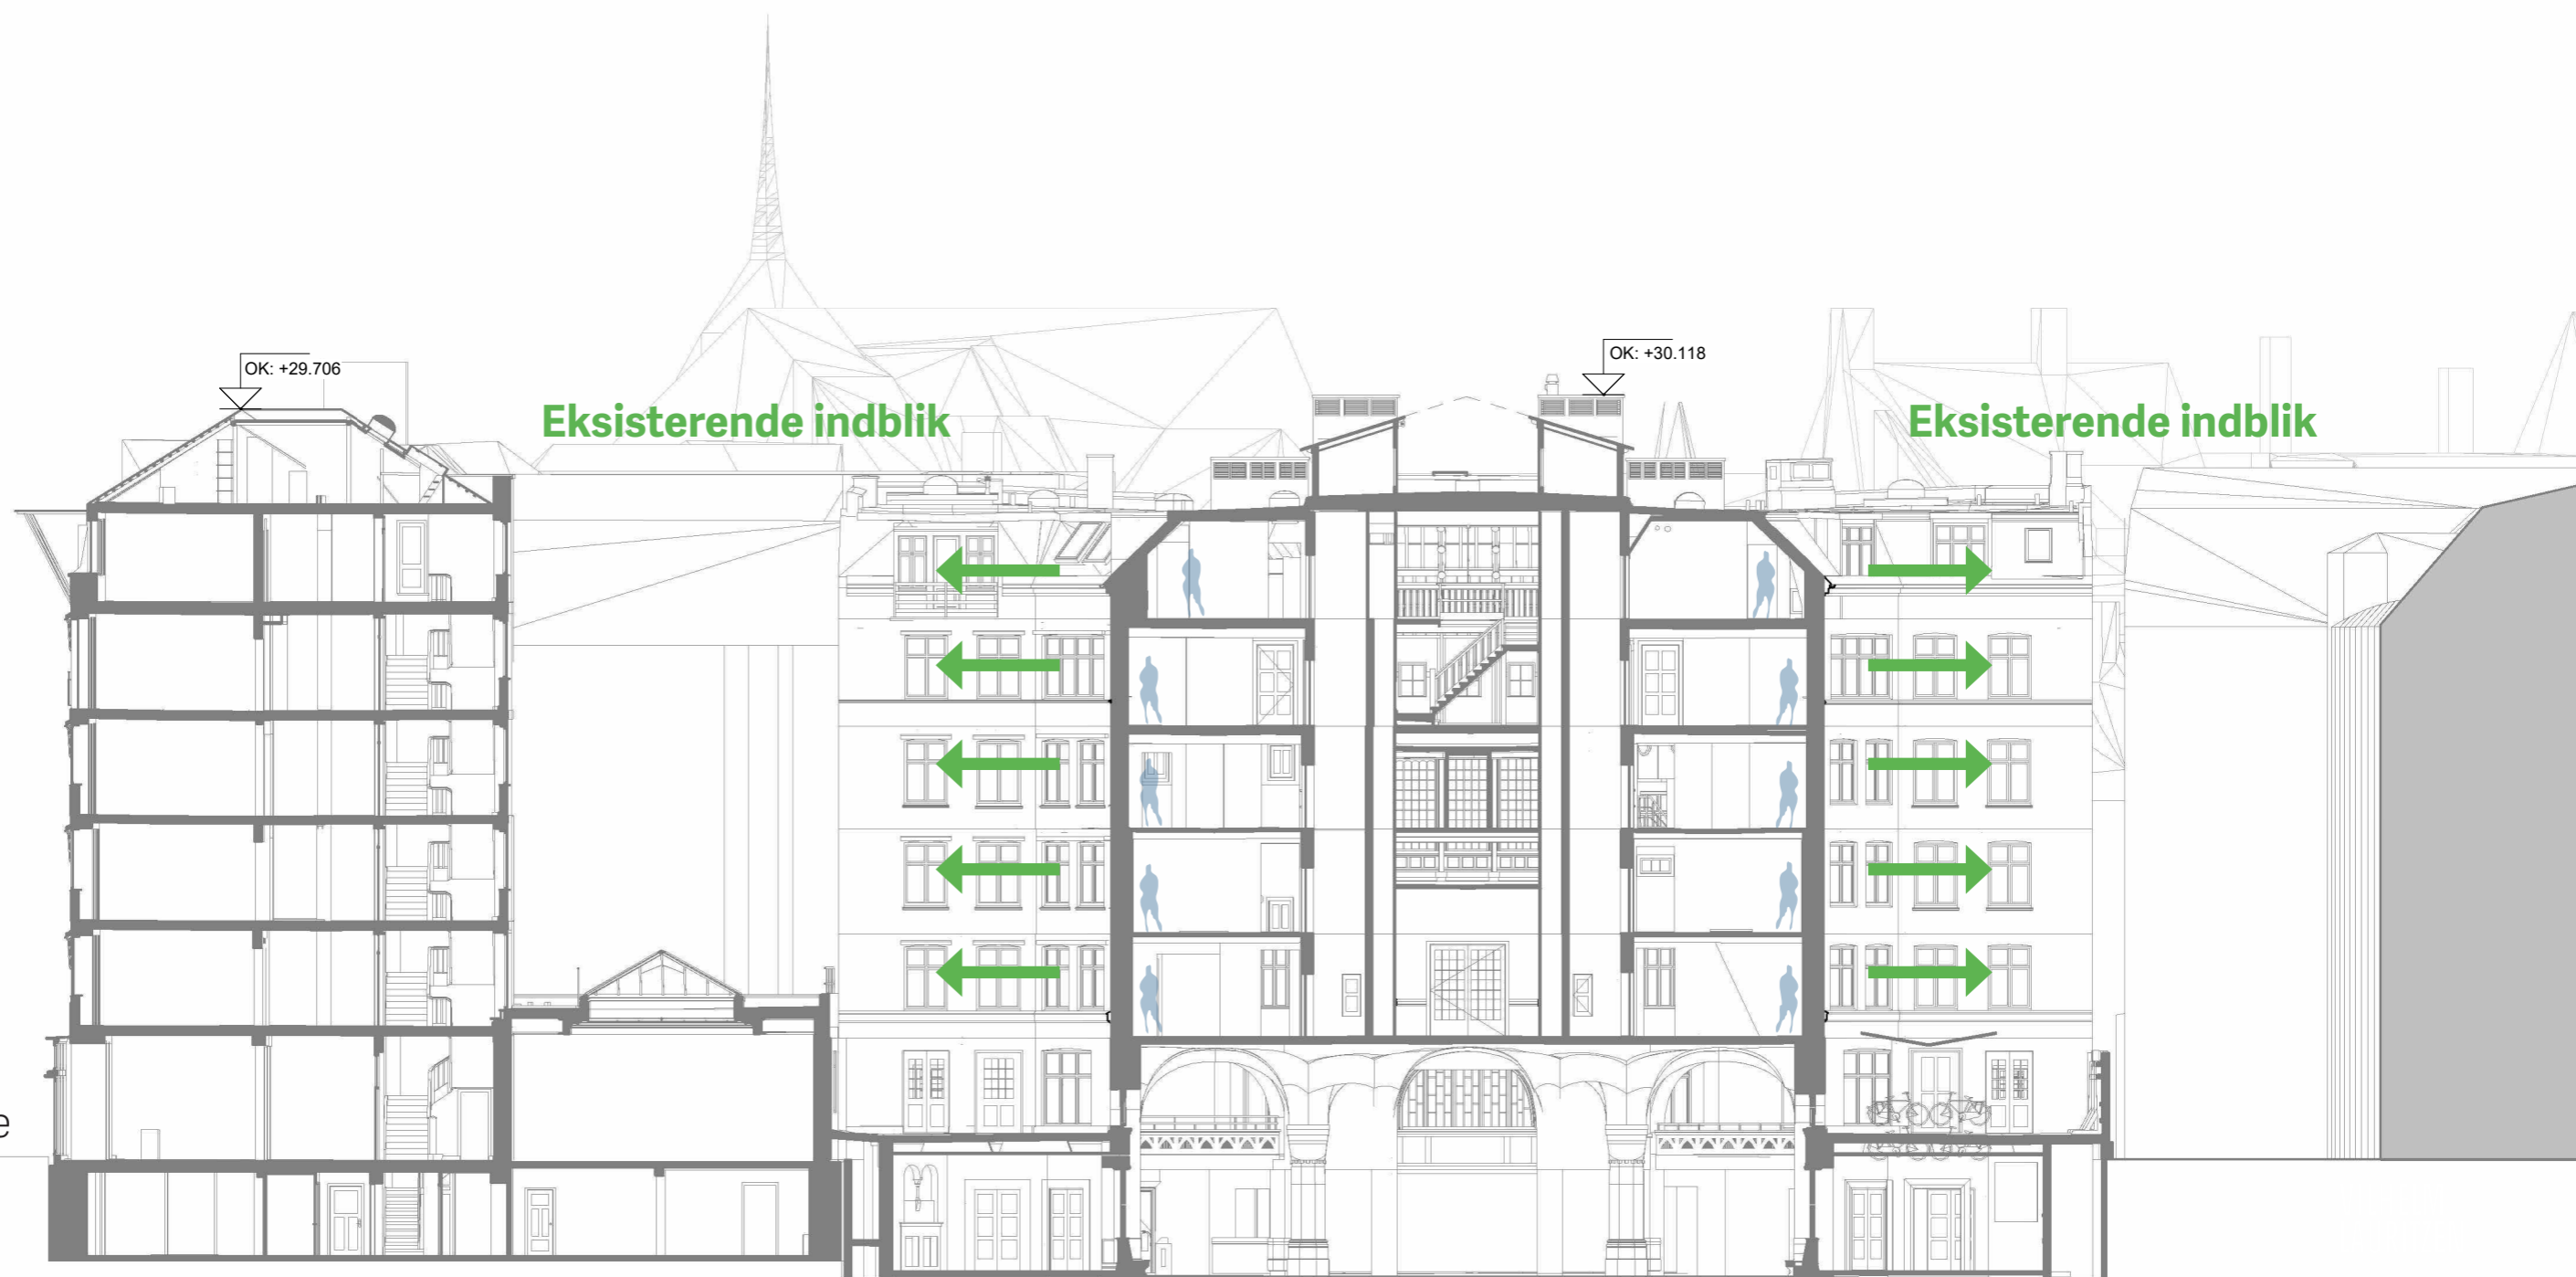 OK: +29.706
OK: +30.118
Eksisterende indblik
Eksisterende indblik
e